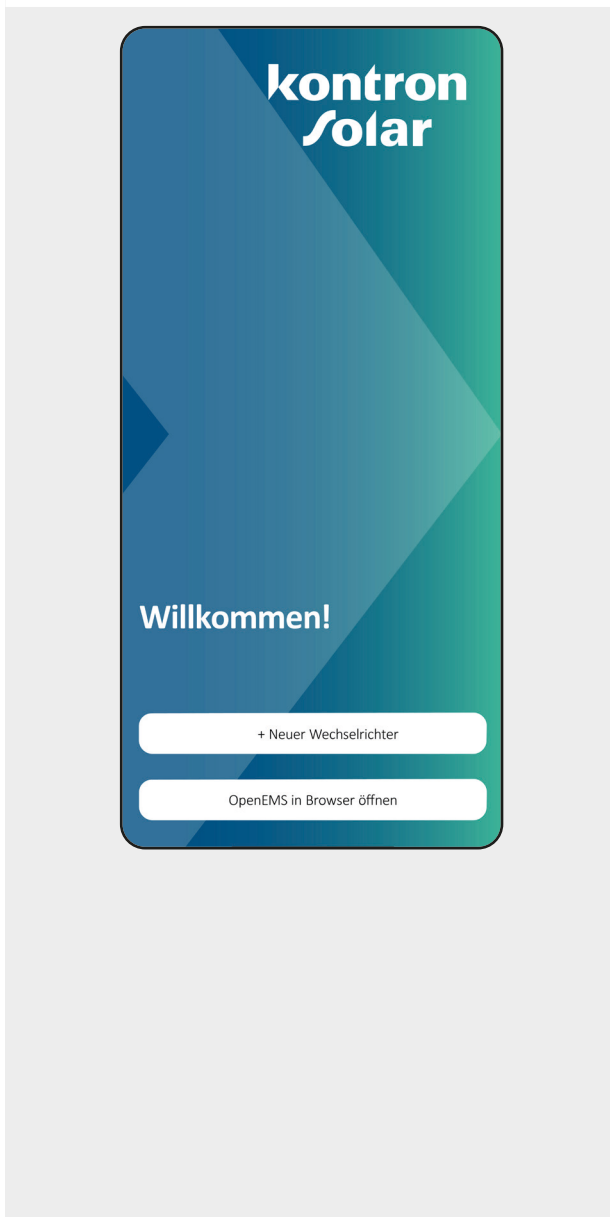 kontron
solar
Willkommen!
+ Neuer Wechselrichter
OpenEMS in Browser öffnen